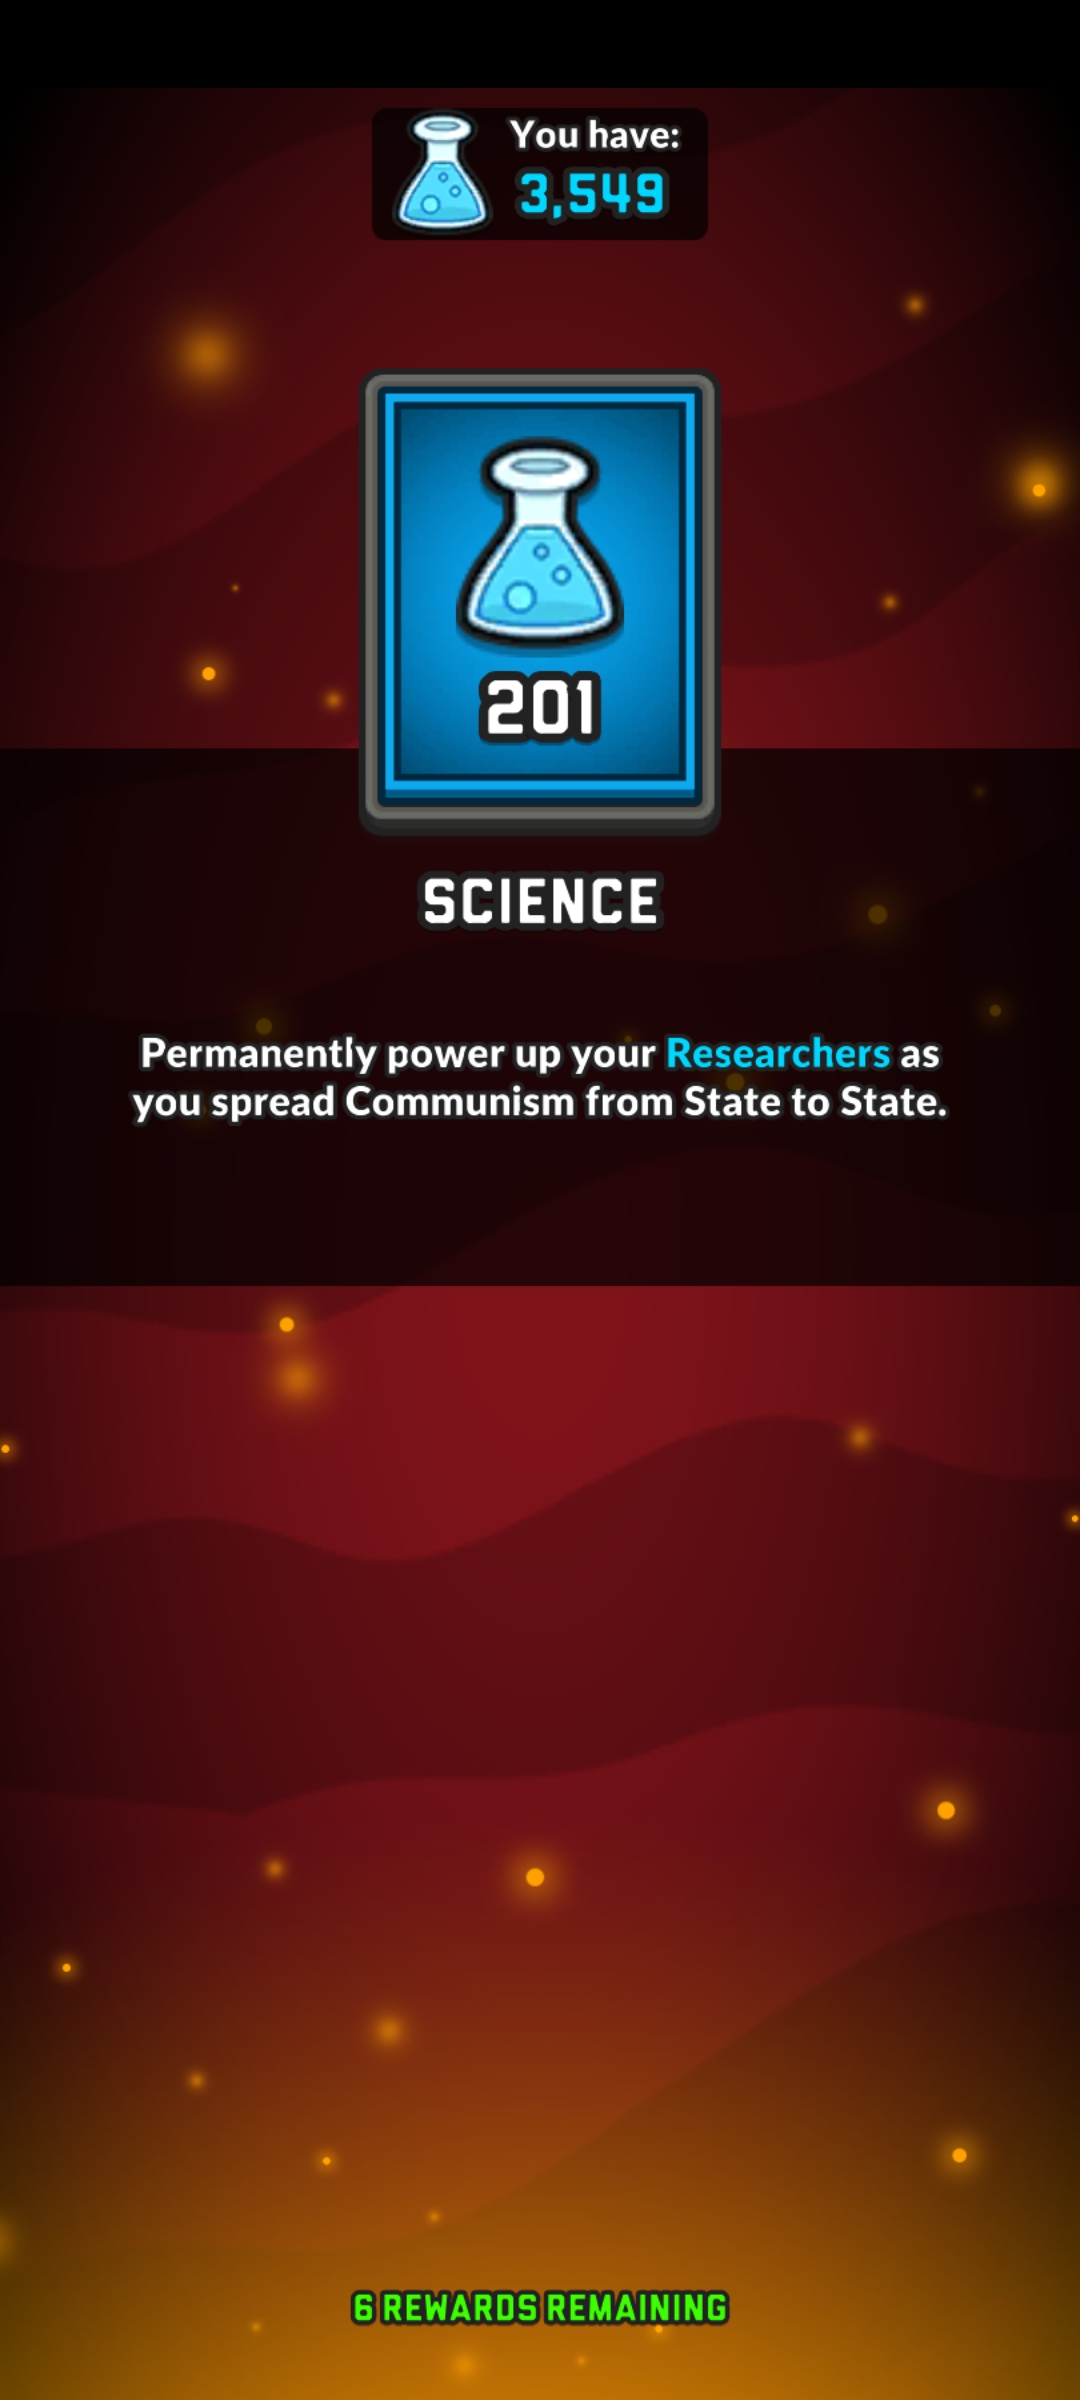 You have:
3,549
201
SCIENCE
Permanently power up your Researchers as
you spread Communism from State to State.
6 REWARDS REMAINING